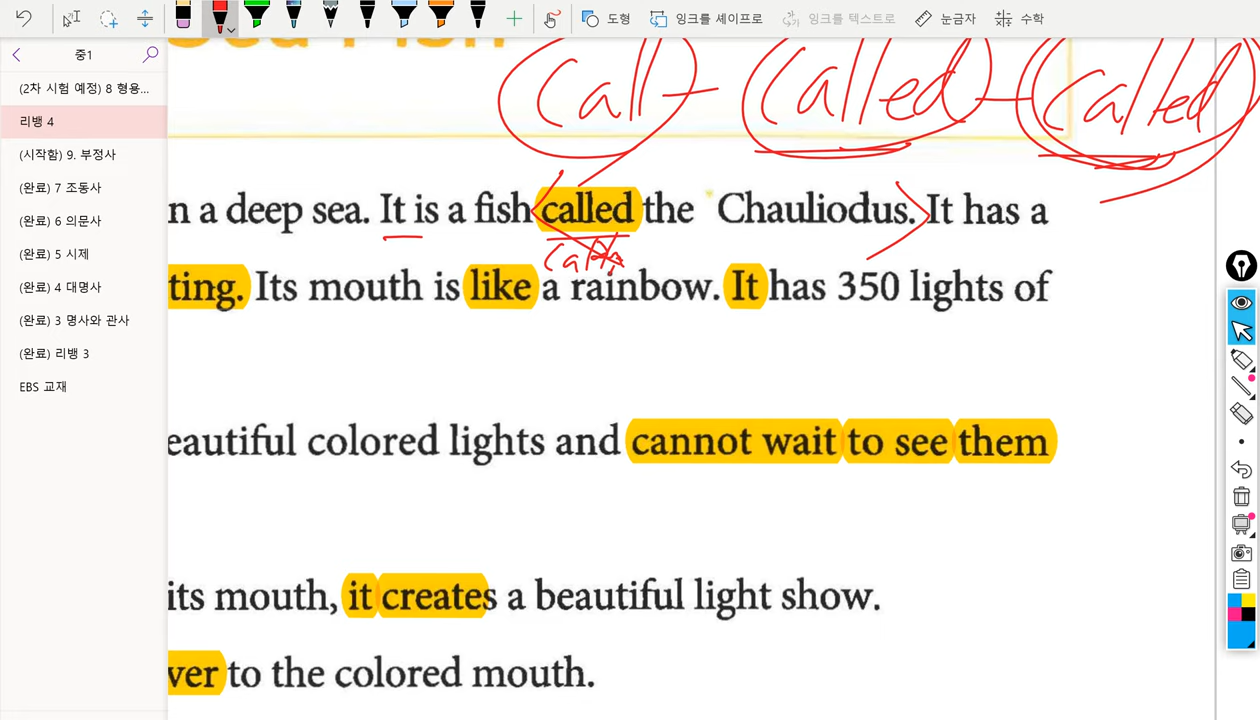 도형
잉크를 셰이프로
잉크를 텍스트로
눈금자
수학
중1
(2차 시험 예정) 8 형용...
리뱅 4
(시작함) 9. 부정사
(완료) 7 조동사
(완료) 6 의문사
(완료) 5 시제
(완료) 4 대명사
(완료) 3 명사와 관사
(완료) 리뱅 3
EBS 교재
Call - Called - Called
n a deep sea. It is a fish called the * Chauliodus. It has a
ting. Its mouth is like a rainbow. It has 350 lights of
eautiful colored lights and cannot wait to see them
its mouth, it creates a beautiful light show.
ver to the colored mouth.